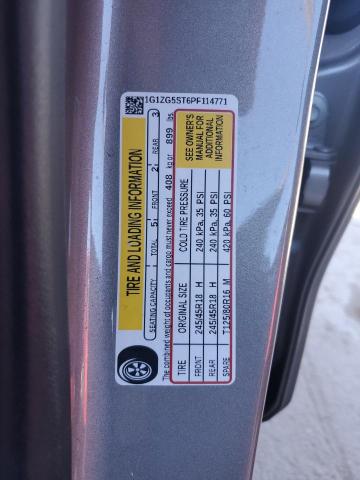 1G1ZG5ST6PF114771
TIRE AND LOADING INFORMATION
SEATING CAPACITY | TOTAL 5 | FRONT 2 | REAR 3
The combined weight of occupants and cargo must never exceed 408 kg or 899 lbs.
TIRE ORIGINAL SIZE COLD TIRE PRESSURE
FRONT 245/45R18 H 240 kPa, 35 PSI
REAR 245/45R18 H 240 kPa, 35 PSI
SPARE T125/80R16 M 420 kPa, 60 PSI
SEE OWNER'S
MANUAL FOR
ADDITIONAL
INFORMATION